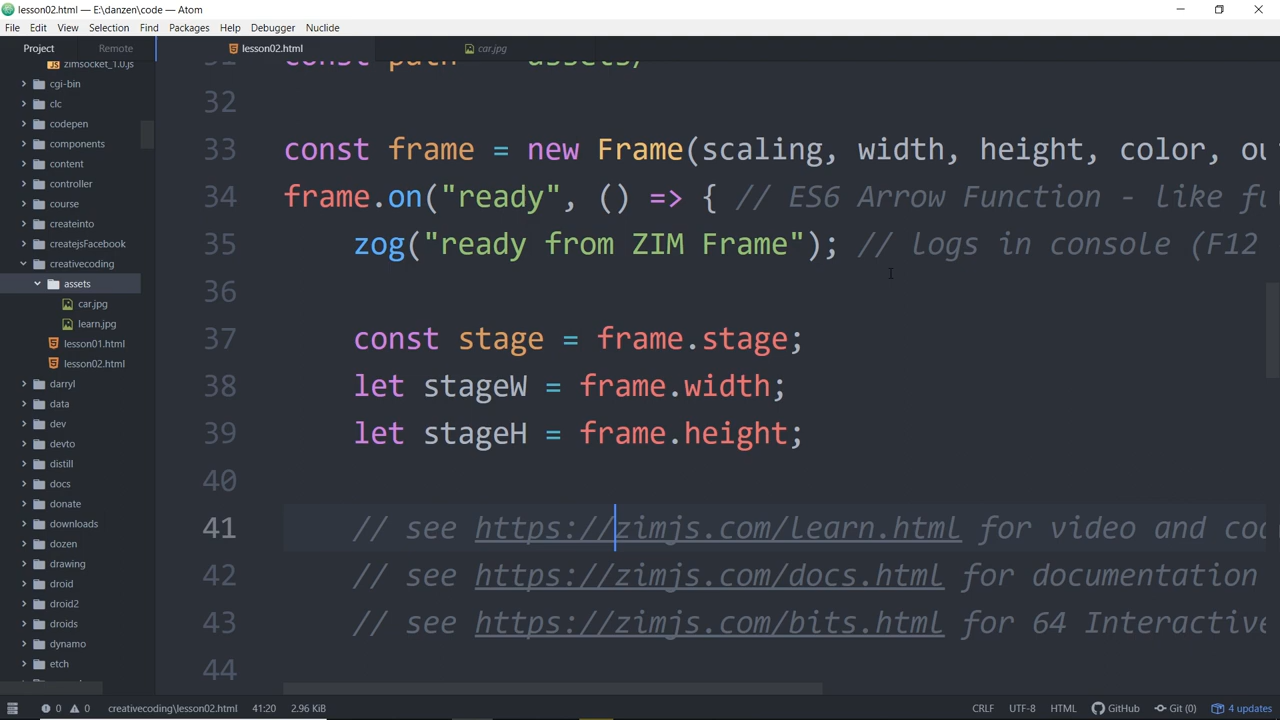 lesson02.html — E:\danzen\code — Atom
File Edit View Selection Find Packages Help Debugger Nuclide
Project Remote
lesson02.html
car.jpg
zimsocket_1.0.js
cgi-bin
clc
codepen
components
content
controller
course
createinto
createjsFacebook
creativecoding
assets
car.jpg
learn.jpg
lesson01.html
lesson02.html
darryl
data
dev
devto
distill
docs
donate
downloads
dozen
drawing
droid
droid2
droids
dynamo
etch
31 const path = "assets/
32
33 const frame = new Frame(scaling, width, height, color, ou
34 frame.on("ready", () => { // ES6 Arrow Function - like fu
35 zog("ready from ZIM Frame"); // logs in console (F12
36
37 const stage = frame.stage;
38 let stageW = frame.width;
39 let stageH = frame.height;
40
41 // see https://zimjs.com/learn.html for video and cod
42 // see https://zimjs.com/docs.html for documentation
43 // see https://zimjs.com/bits.html for 64 Interactive
44
0 0 creativecoding\lesson02.html 41:20 2.96 KiB CRLF UTF-8 HTML GitHub Git (0) 4 updates